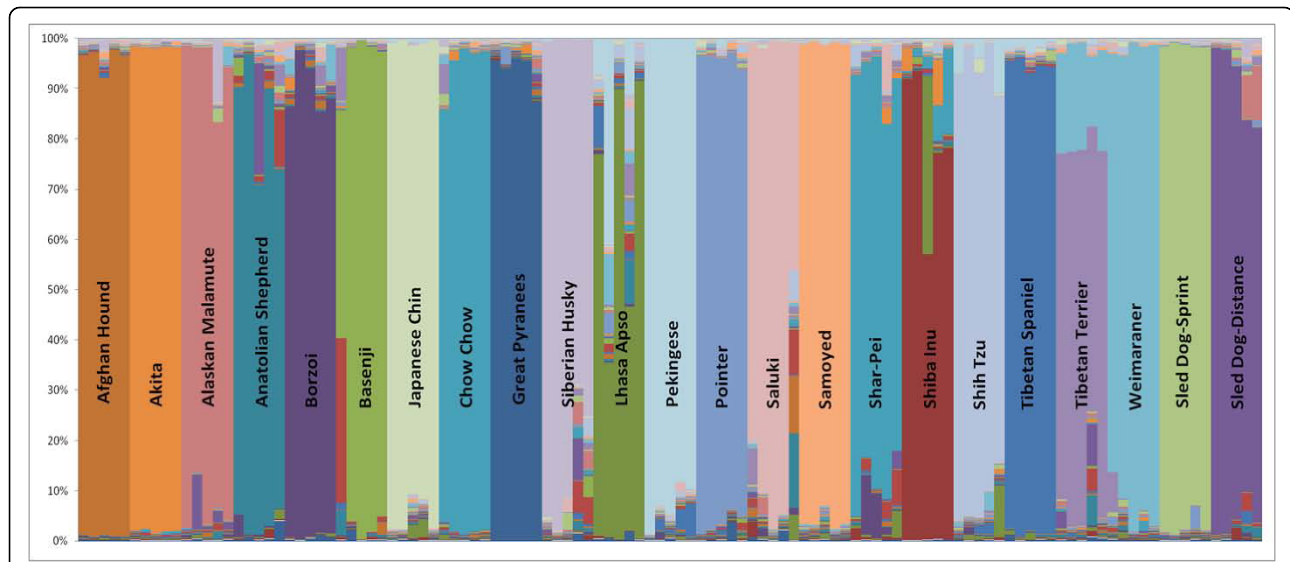 100%
90%
80%
70%
60%
50%
40%
30%
20%
10%
0%
Afghan Hound
Akita
Alaskan Malamute
Anatolian Shepherd
Borzoi
Basenji
Japanese Chin
Chow Chow
Great Pyranees
Siberian Husky
Lhasa Apso
Pekingese
Pointer
Saluki
Samoyed
Shar-Pei
Shiba Inu
Shih Tzu
Tibetan Spaniel
Tibetan Terrier
Weimaraner
Sled Dog-Sprint
Sled Dog-Distance